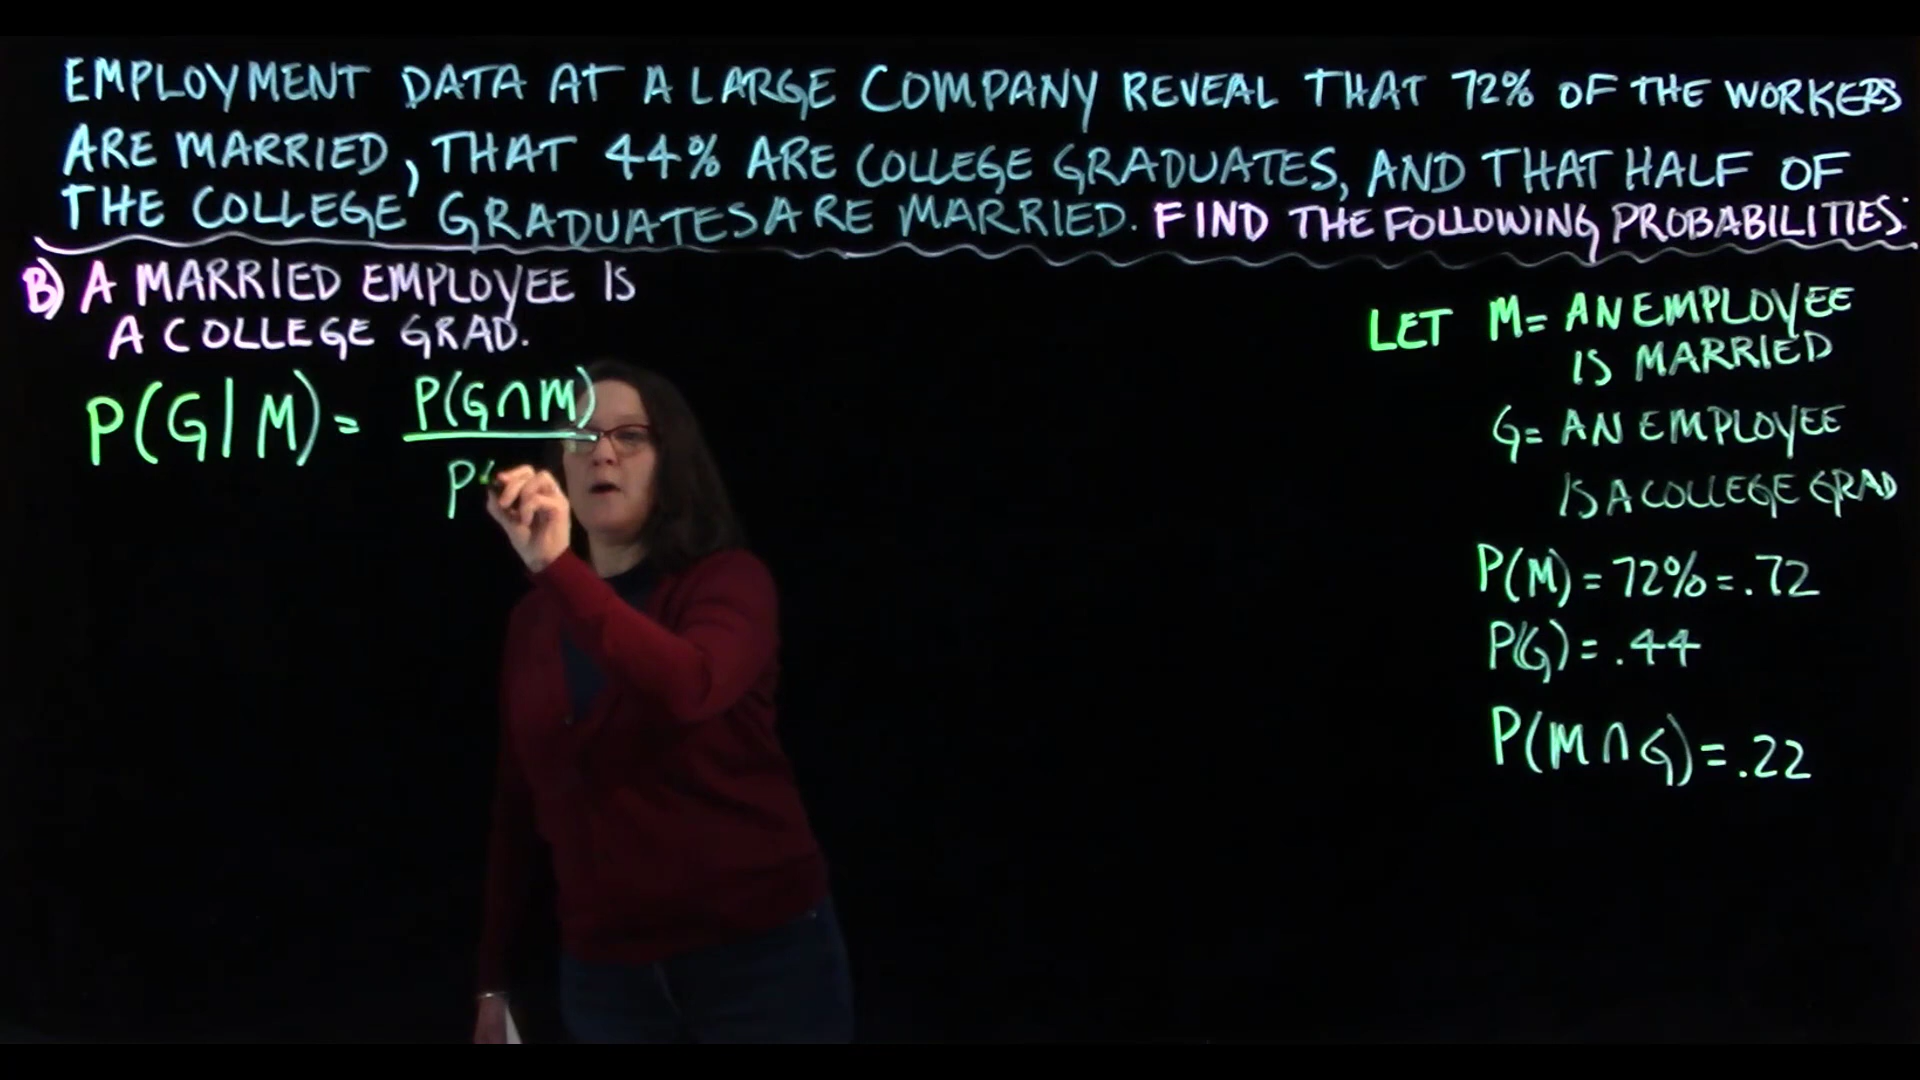 EMPLOYMENT DATA AT A LARGE COMPANY REVEAL THAT 72% OF THE WORKERS
ARE MARRIED, THAT 44% ARE COLLEGE GRADUATES, AND THAT HALF OF
THE COLLEGE GRADUATES ARE MARRIED. FIND THE FOLLOWING PROBABILITIES:
B) A MARRIED EMPLOYEE IS
A COLLEGE GRAD.
P(G|M) = P(G∩M)
P(
LET M = AN EMPLOYEE
IS MARRIED
G = AN EMPLOYEE
IS A COLLEGE GRAD
P(M) = 72% = .72
P(G) = .44
P(M∩G) = .22